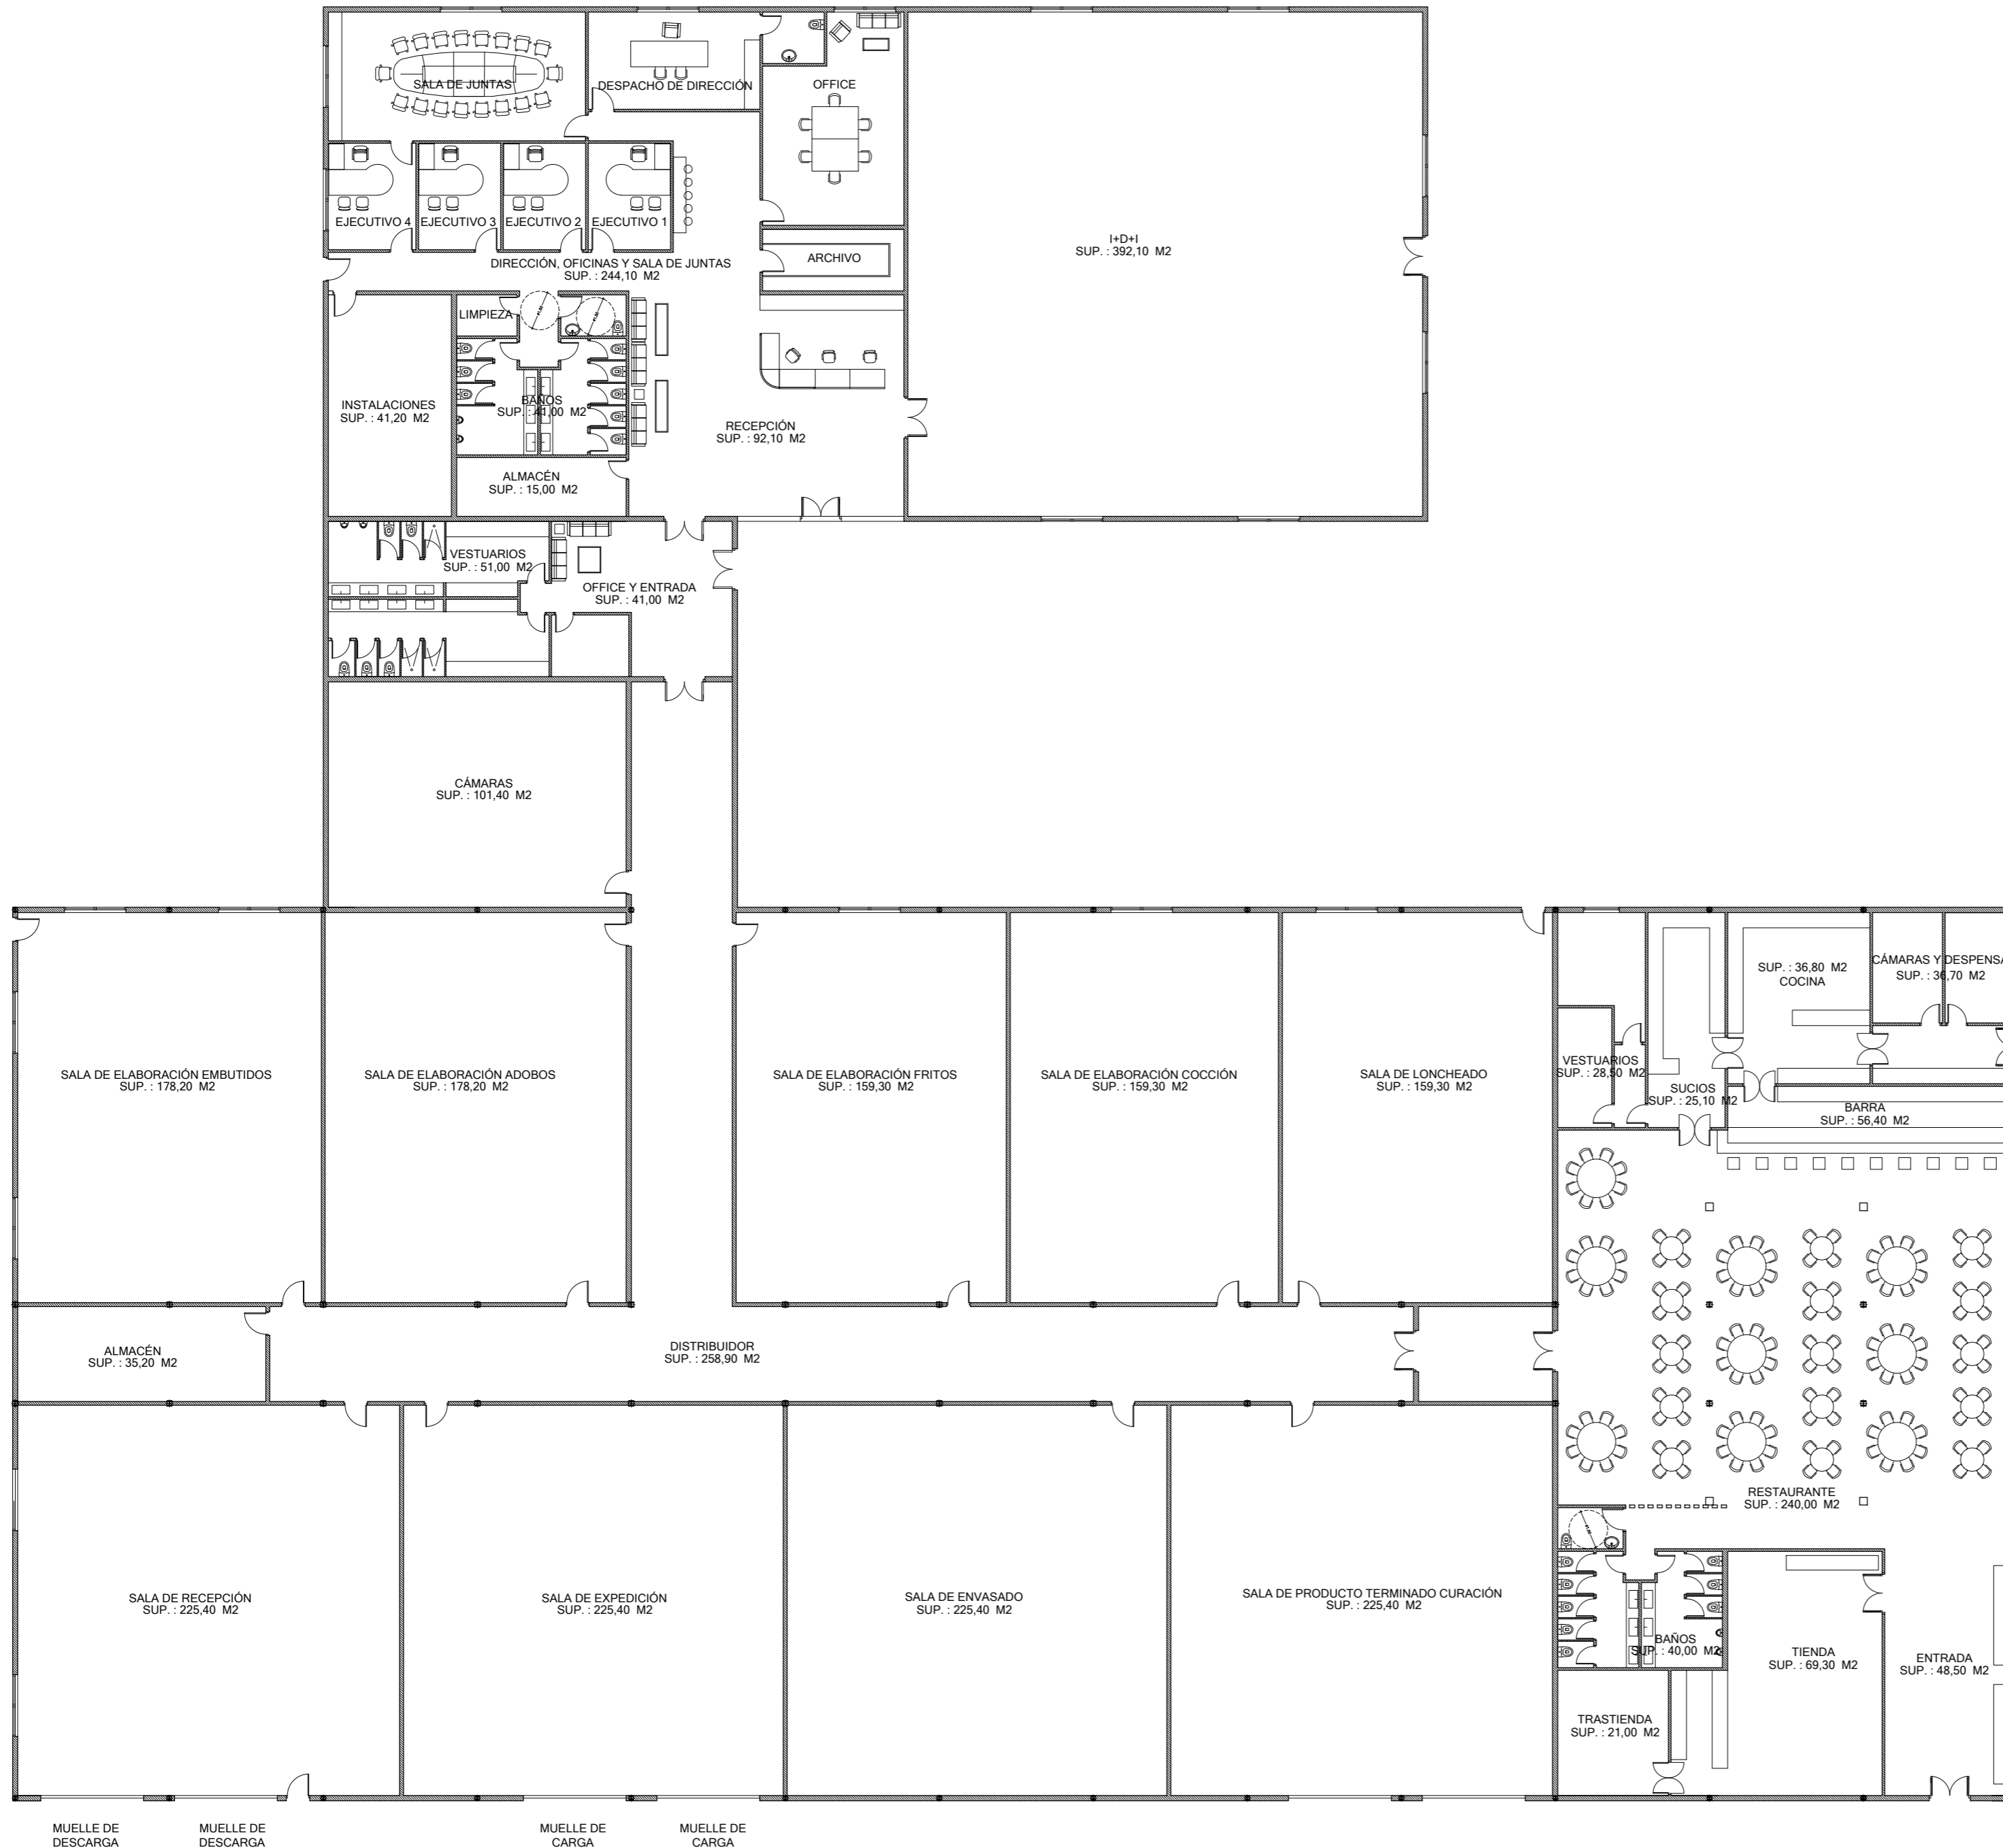 SALA DE JUNTAS
DESPACHO DE DIRECCIÓN
OFFICE
EJECUTIVO 4
EJECUTIVO 3
EJECUTIVO 2
EJECUTIVO 1
I+D+I
SUP. : 392,10 M2
DIRECCIÓN, OFICINAS Y SALA DE JUNTAS
SUP. : 244,10 M2
ARCHIVO
LIMPIEZA
INSTALACIONES
SUP. : 41,20 M2
BAÑOS
SUP. : 41,00 M2
RECEPCIÓN
SUP. : 92,10 M2
ALMACÉN
SUP. : 15,00 M2
VESTUARIOS
SUP. : 51,00 M2
OFFICE Y ENTRADA
SUP. : 41,00 M2
CÁMARAS
SUP. : 101,40 M2
SUP. : 36,80 M2
COCINA
CÁMARAS Y DESPENSA
SUP. : 36,70 M2
SALA DE ELABORACIÓN EMBUTIDOS
SUP. : 178,20 M2
SALA DE ELABORACIÓN ADOBOS
SUP. : 178,20 M2
SALA DE ELABORACIÓN FRITOS
SUP. : 159,30 M2
SALA DE ELABORACIÓN COCCIÓN
SUP. : 159,30 M2
SALA DE LONCHEADO
SUP. : 159,30 M2
VESTUARIOS
SUP. : 28,50 M2
SUCIOS
SUP. : 25,10 M2
BARRA
SUP. : 56,40 M2
ALMACÉN
SUP. : 35,20 M2
DISTRIBUIDOR
SUP. : 258,90 M2
RESTAURANTE
SUP. : 240,00 M2
SALA DE RECEPCIÓN
SUP. : 225,40 M2
SALA DE EXPEDICIÓN
SUP. : 225,40 M2
SALA DE ENVASADO
SUP. : 225,40 M2
SALA DE PRODUCTO TERMINADO CURACIÓN
SUP. : 225,40 M2
BAÑOS
SUP. : 40,00 M2
TIENDA
SUP. : 69,30 M2
ENTRADA
SUP. : 48,50 M2
TRASTIENDA
SUP. : 21,00 M2
MUELLE DE
DESCARGA
MUELLE DE
DESCARGA
MUELLE DE
CARGA
MUELLE DE
CARGA